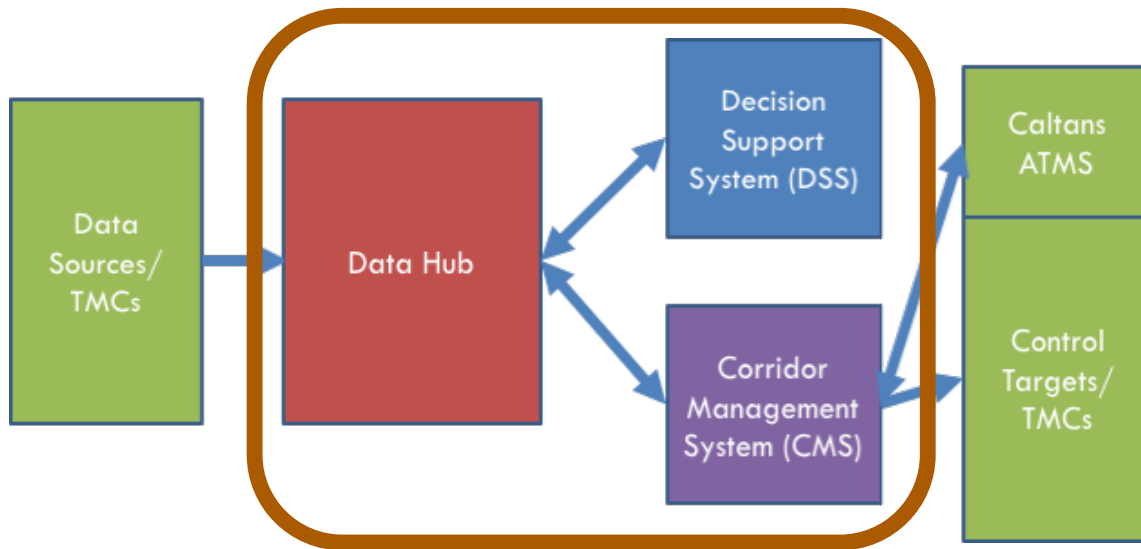 Data
Sources/
TMCs
Data Hub
Decision
Support
System (DSS)
Corridor
Management
System (CMS)
Caltans
ATMS
Control
Targets/
TMCs